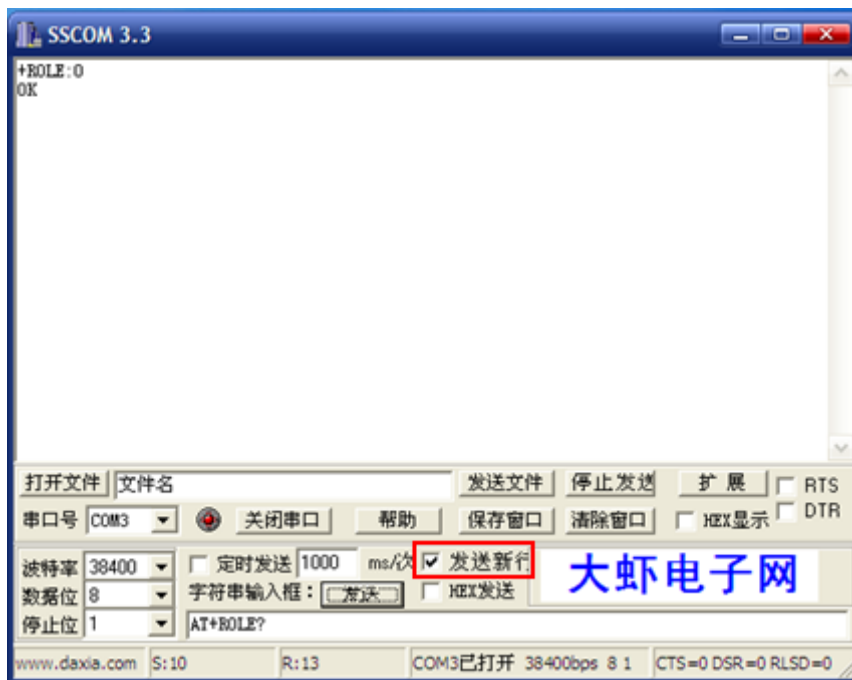 SSCOM 3.3
+ROLE:0
OK
打开文件 文件名 发送文件 停止发送 扩展 RTS
串口号 COM3 关闭串口 帮助 保存窗口 清除窗口 HEX显示 DTR
波特率 38400 定时发送 1000 ms/次 发送新行 大虾电子网
数据位 8 字符串输入框: 发送 HEX发送
停止位 1 AT+ROLE?
www.daxia.com S:10 R:13 COM3已打开 38400bps 8 1 CTS=0 DSR=0 RLSD=0